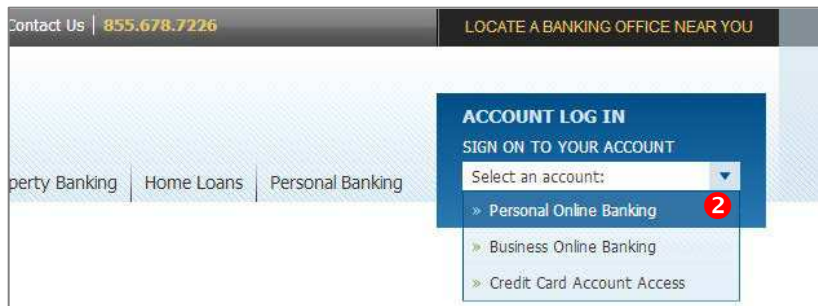 Contact Us | 855.678.7226
LOCATE A BANKING OFFICE NEAR YOU
ACCOUNT LOG IN
SIGN ON TO YOUR ACCOUNT
perty Banking | Home Loans | Personal Banking
Select an account:
» Personal Online Banking
2
» Business Online Banking
» Credit Card Account Access